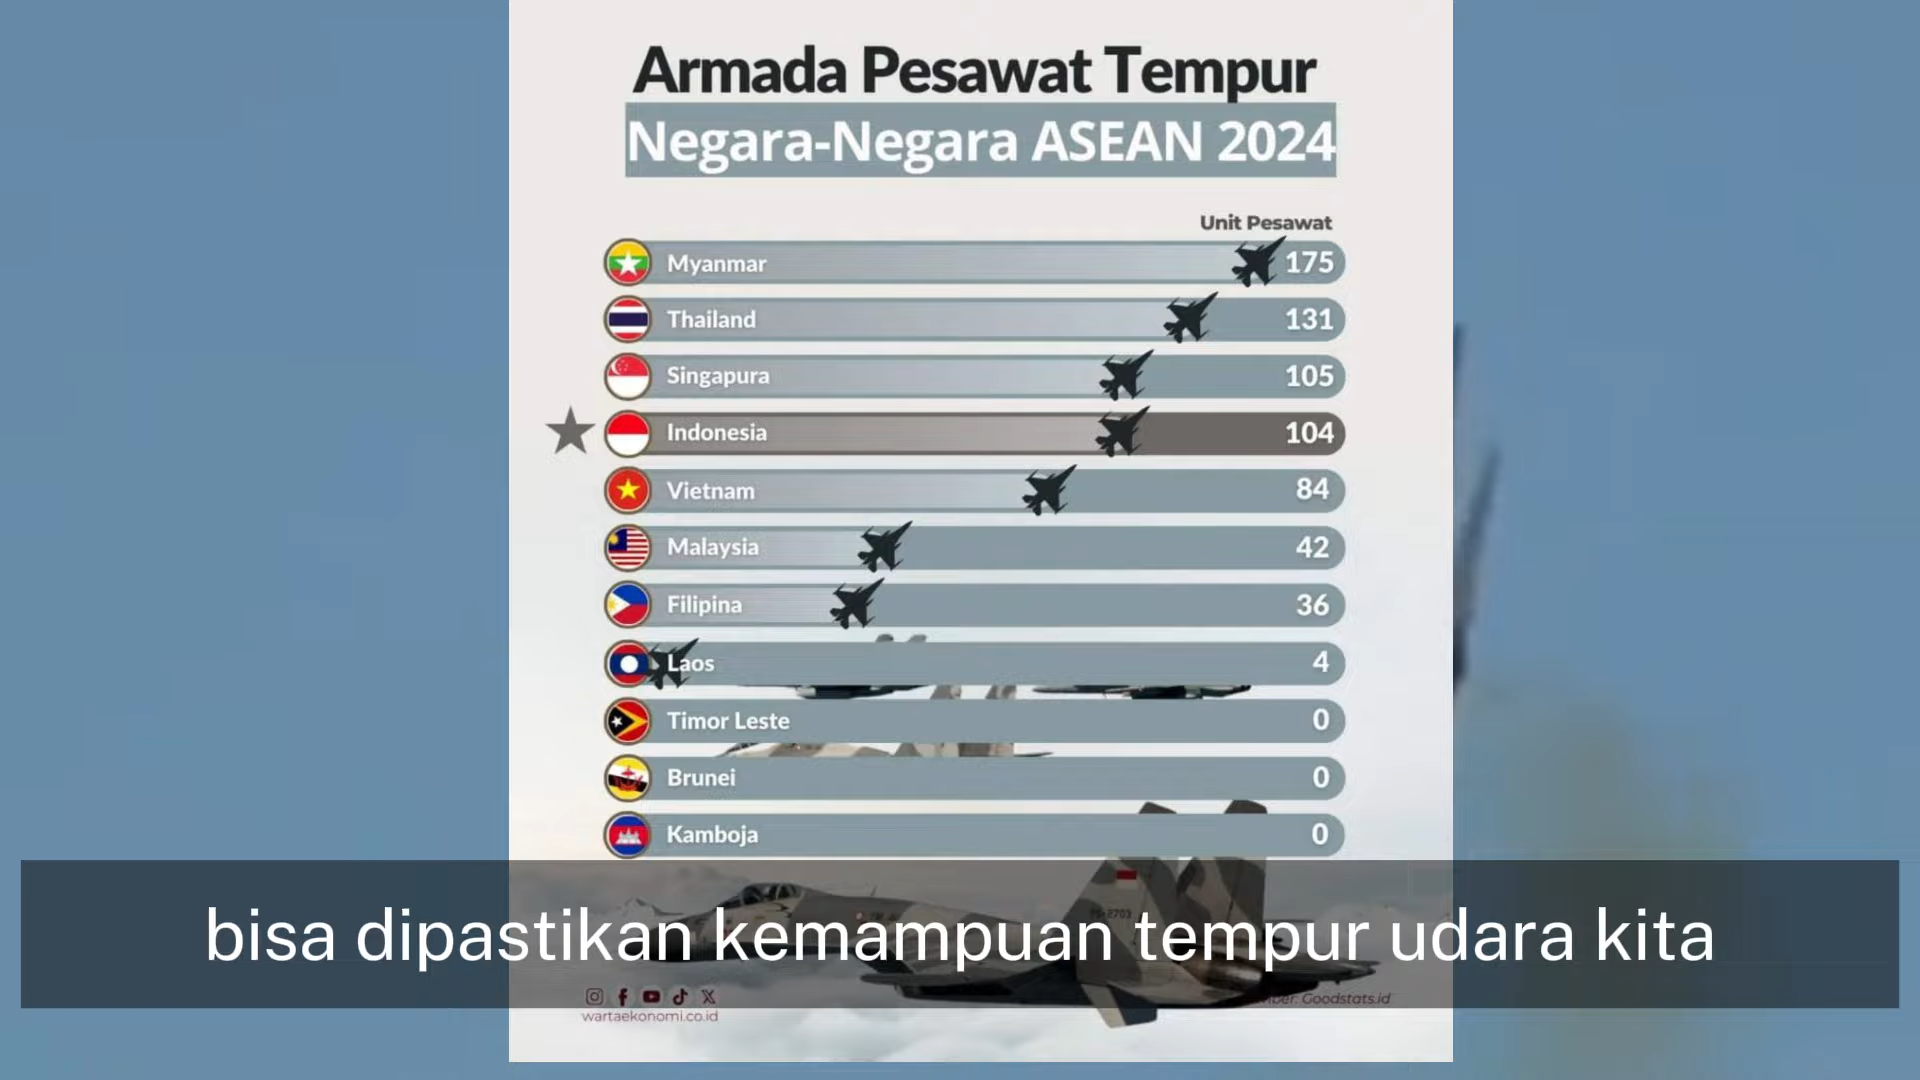 Armada Pesawat Tempur
Negara-Negara ASEAN 2024
Unit Pesawat
Myanmar 175
Thailand 131
Singapura 105
Indonesia 104
Vietnam 84
Malaysia 42
Filipina 36
Laos 4
Timor Leste 0
Brunei 0
Kamboja 0
bisa dipastikan kemampuan tempur udara kita
Goodstats.id
wartaekonomi.co.id